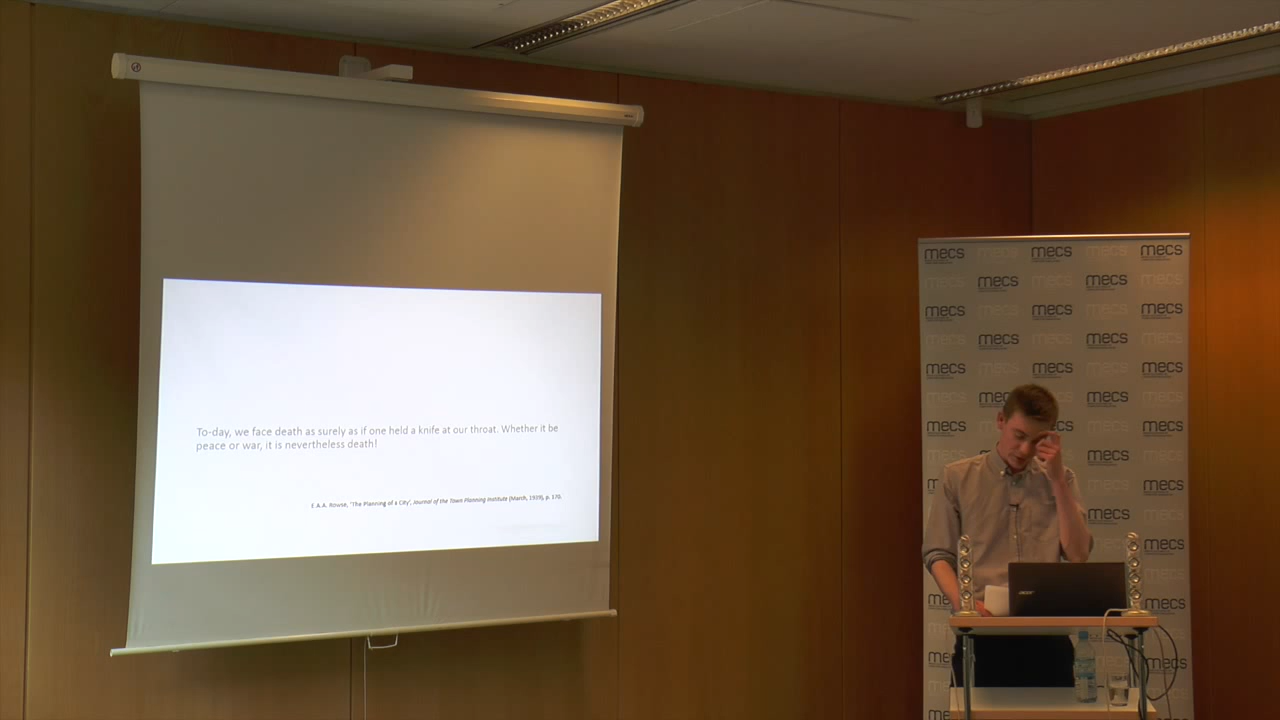 To-day, we face death as surely as if one held a knife at our throat. Whether it be
peace or war, it is nevertheless death!
E.A.A. Rowse, 'The Planning of a City', Journal of the Town Planning Institute (March, 1939), p. 170.
mecs mecs mecs mecs mecs
mecs mecs
mecs mecs mecs
mecs mecs
mecs mecs mecs
mecs
acer